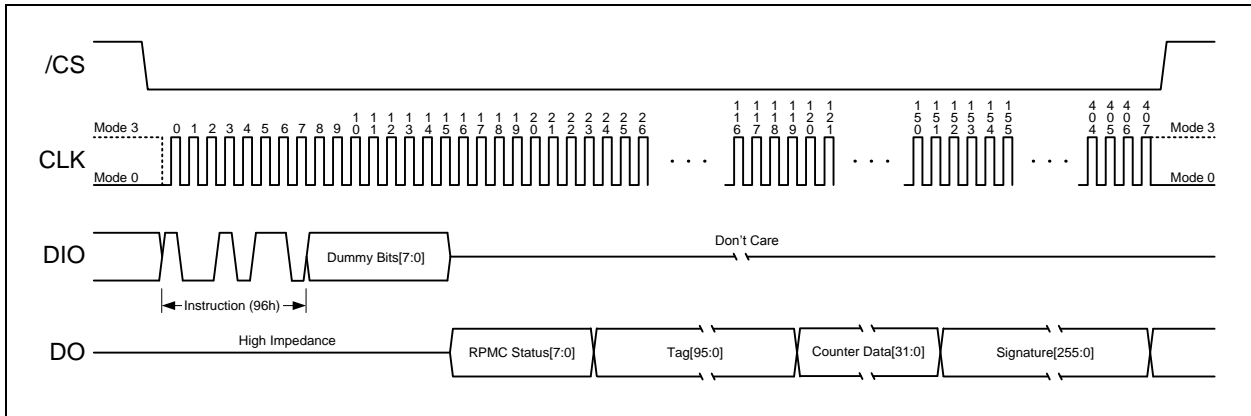 /CS
0 1 2 3 4 5 6 7 8 9 10 11 12 13 14 15 16 17 18 19 20 21 22 23 24 25 26 116 117 118 119 120 121 150 151 152 153 154 155 404 405 406 407
Mode 3 Mode 3
CLK . . . . . . . . .
Mode 0 Mode 0
DIO Dummy Bits[7:0] Don't Care
Instruction (96h)
High Impedance
DO RPMC Status[7:0] Tag[95:0] Counter Data[31:0] Signature[255:0]